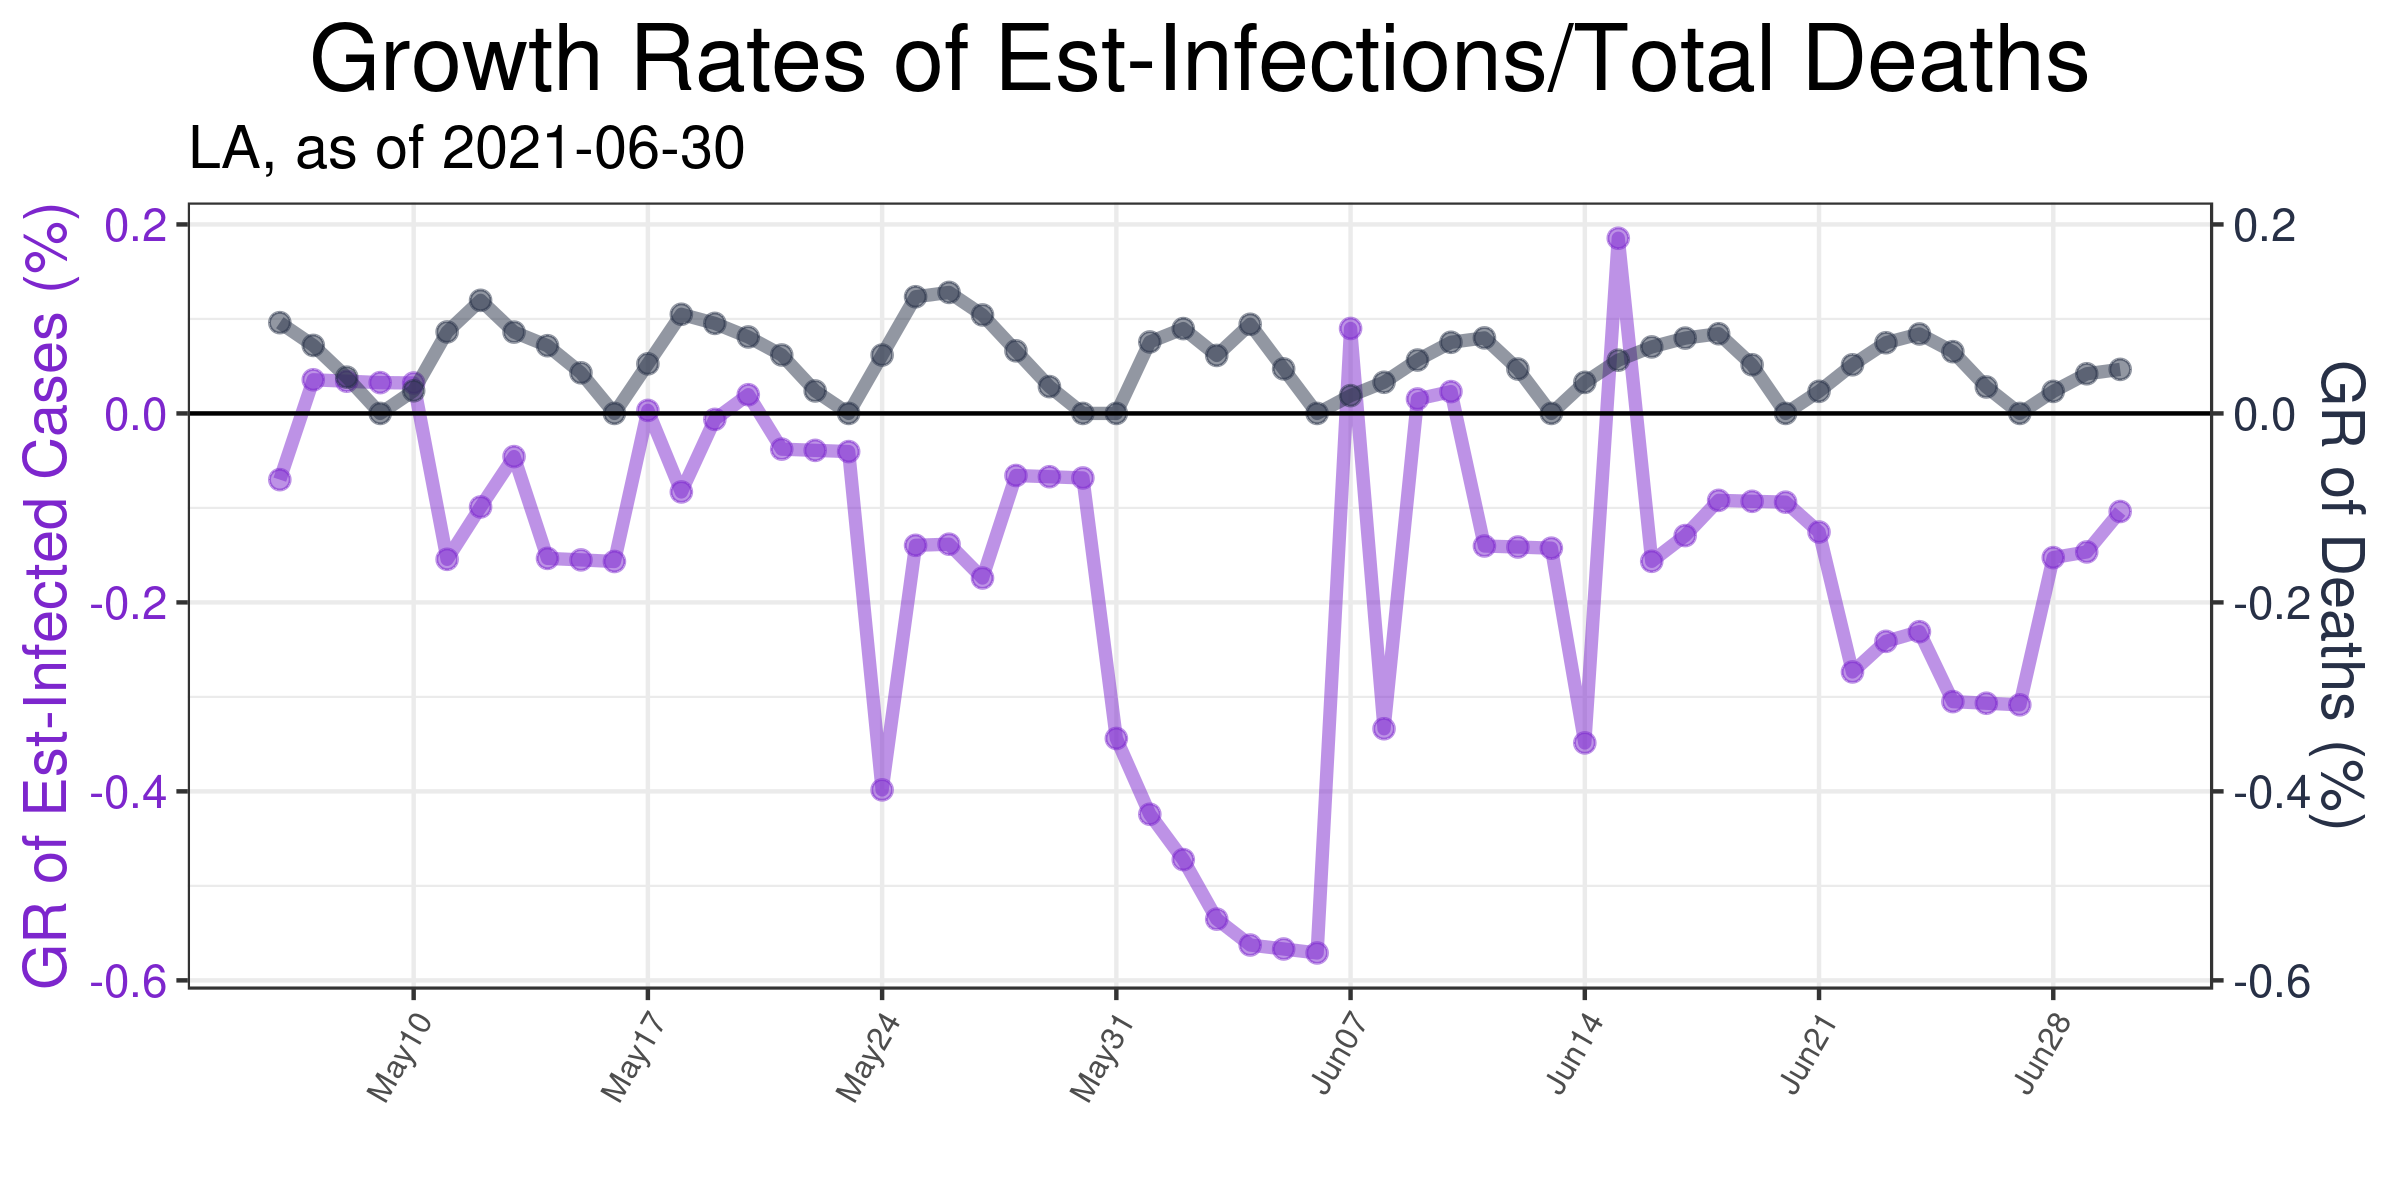 Growth Rates of Est-Infections/Total Deaths
LA, as of 2021-06-30
GR of Est-Infected Cases (%)
0.2
0.0
-0.2
-0.4
-0.6
0.2
0.0
-0.2
-0.4
-0.6
GR of Deaths (%)
May10
May17
May24
May31
Jun07
Jun14
Jun21
Jun28